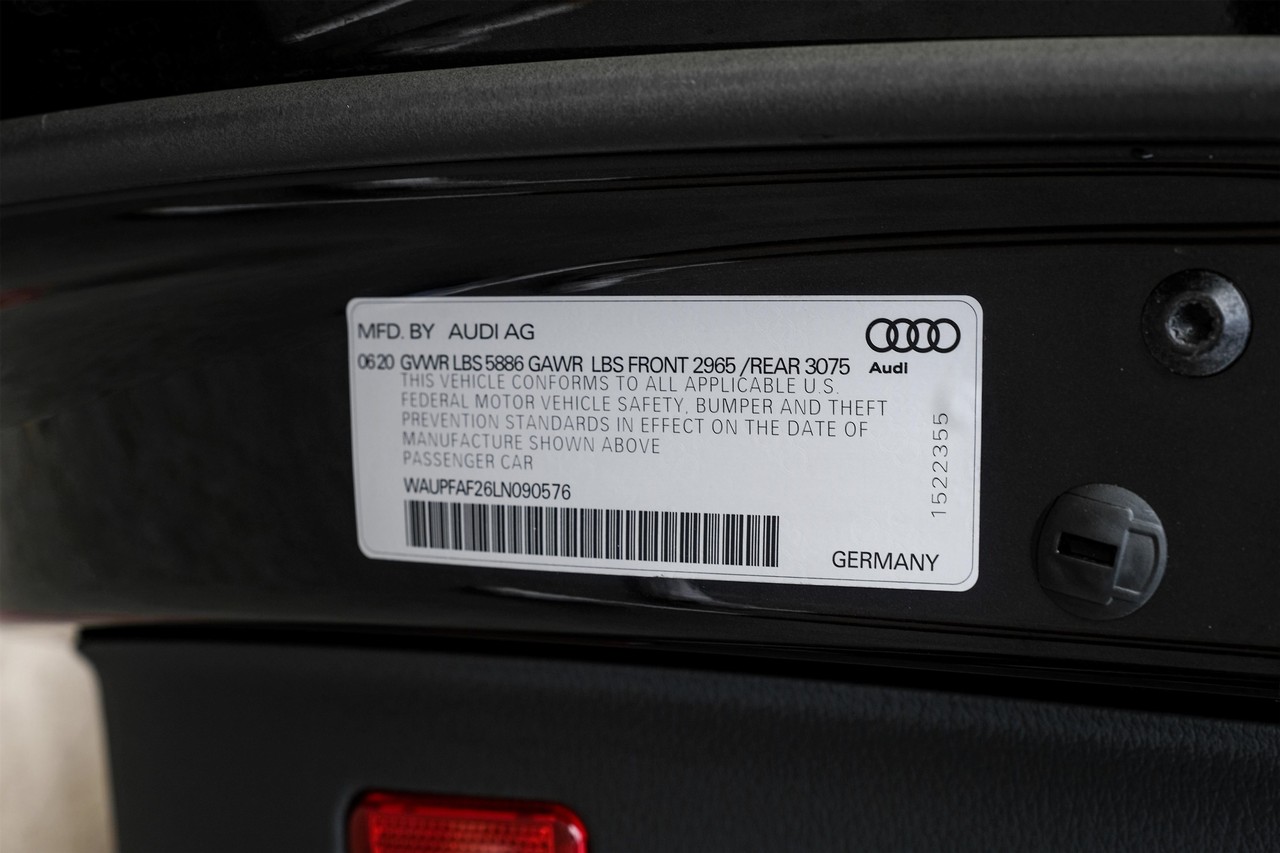 MFD. BY AUDI AG
0620 GVWR LBS 5886 GAWR LBS FRONT 2965 /REAR 3075
Audi
THIS VEHICLE CONFORMS TO ALL APPLICABLE U.S.
FEDERAL MOTOR VEHICLE SAFETY, BUMPER AND THEFT
PREVENTION STANDARDS IN EFFECT ON THE DATE OF
MANUFACTURE SHOWN ABOVE
PASSENGER CAR
WAUPFAF26LN090576
1522355
GERMANY